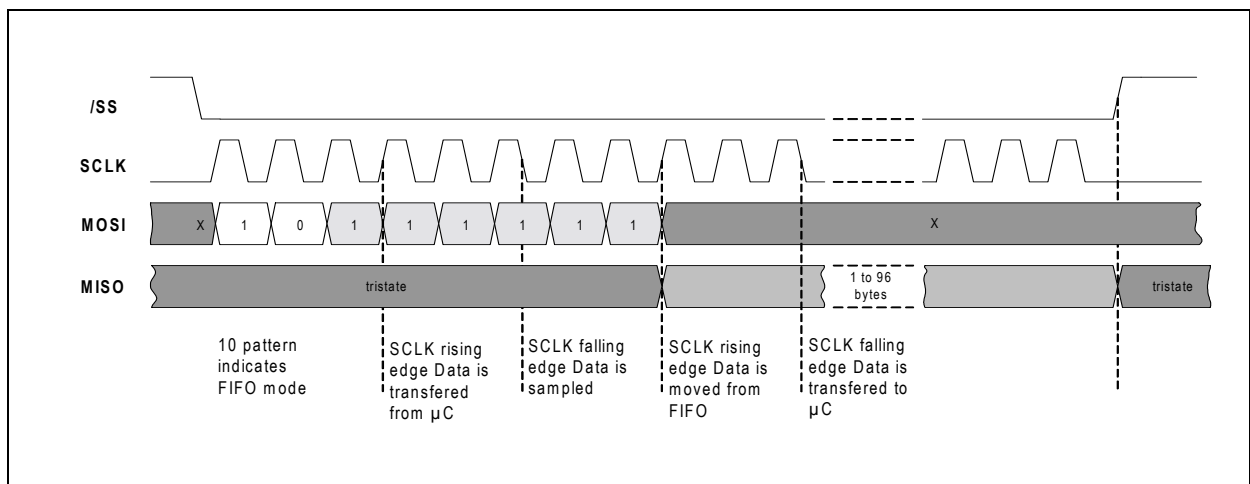 /SS
SCLK
MOSI
X
1
0
1
1
1
1
1
1
X
MISO
tristate
1 to 96
bytes
tristate
10 pattern
indicates
FIFO mode
SCLK rising
edge Data is
transfered
from µC
SCLK falling
edge Data is
sampled
SCLK rising
edge Data is
moved from
FIFO
SCLK falling
edge Data is
transfered to
µC